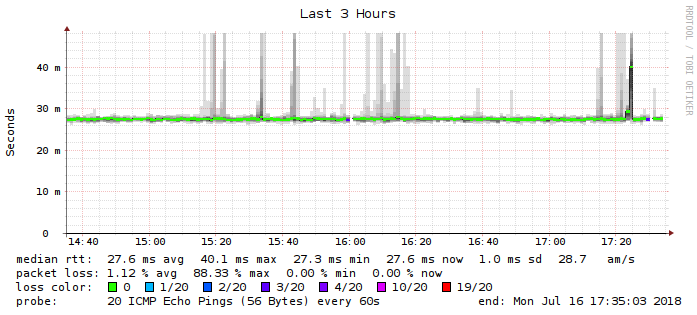 Last 3 Hours
RRDTOOL / TOBI OETIKER
Seconds
40 m
30 m
20 m
10 m
0
14:40 15:00 15:20 15:40 16:00 16:20 16:40 17:00 17:20
median rtt: 27.6 ms avg 40.1 ms max 27.3 ms min 27.6 ms now 1.0 ms sd 28.7 am/s
packet loss: 1.12 % avg 88.33 % max 0.00 % min 0.00 % now
loss color: 0 1/20 2/20 3/20 4/20 10/20 19/20
probe: 20 ICMP Echo Pings (56 Bytes) every 60s end: Mon Jul 16 17:35:03 2018